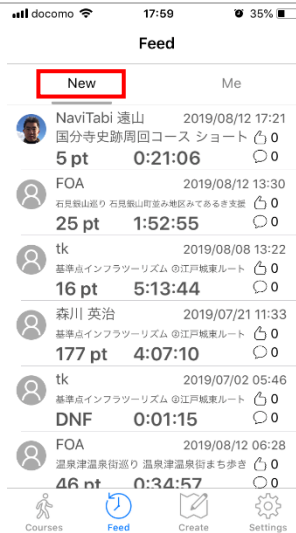 docomo 17:59 35%
Feed
New Me
NaviTabi 遠山 2019/08/12 17:21
国分寺史跡周回コース ショート 0
5 pt 0:21:06 0
FOA 2019/08/12 13:30
石見銀山巡り 石見銀山町並み地区みてあるき支援 0
25 pt 1:52:55 0
tk 2019/08/08 13:22
基準点インフラツーリズム ②江戸城東ルート 0
16 pt 5:13:44 0
森川 英治 2019/07/21 11:33
基準点インフラツーリズム ②江戸城東ルート 0
177 pt 4:07:10 0
tk 2019/07/02 05:46
基準点インフラツーリズム ②江戸城東ルート 0
DNF 0:01:15 0
FOA 2019/08/12 06:28
温泉津温泉街巡り 温泉津温泉街まち歩き 0
46 pt 0:34:57 0
Courses Feed Create Settings